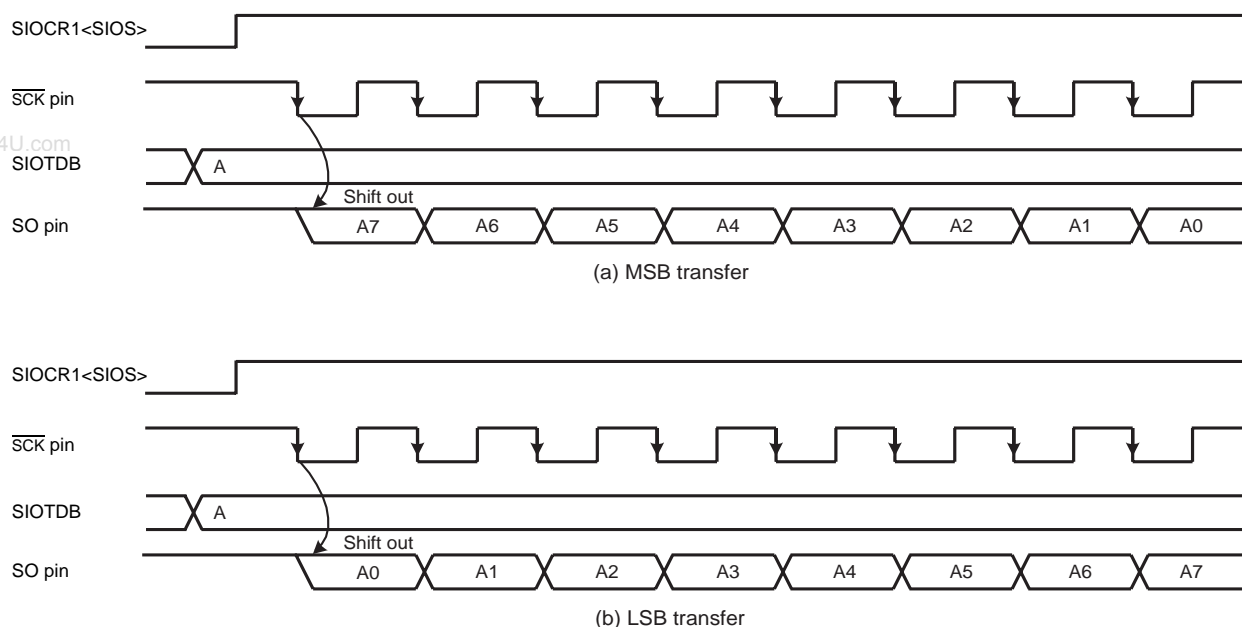 SIOCR1<SIOS>
SCK pin
4U.com
SIOTDB
A
Shift out
SO pin
A7 A6 A5 A4 A3 A2 A1 A0
(a) MSB transfer
SIOCR1<SIOS>
SCK pin
SIOTDB
A
Shift out
SO pin
A0 A1 A2 A3 A4 A5 A6 A7
(b) LSB transfer